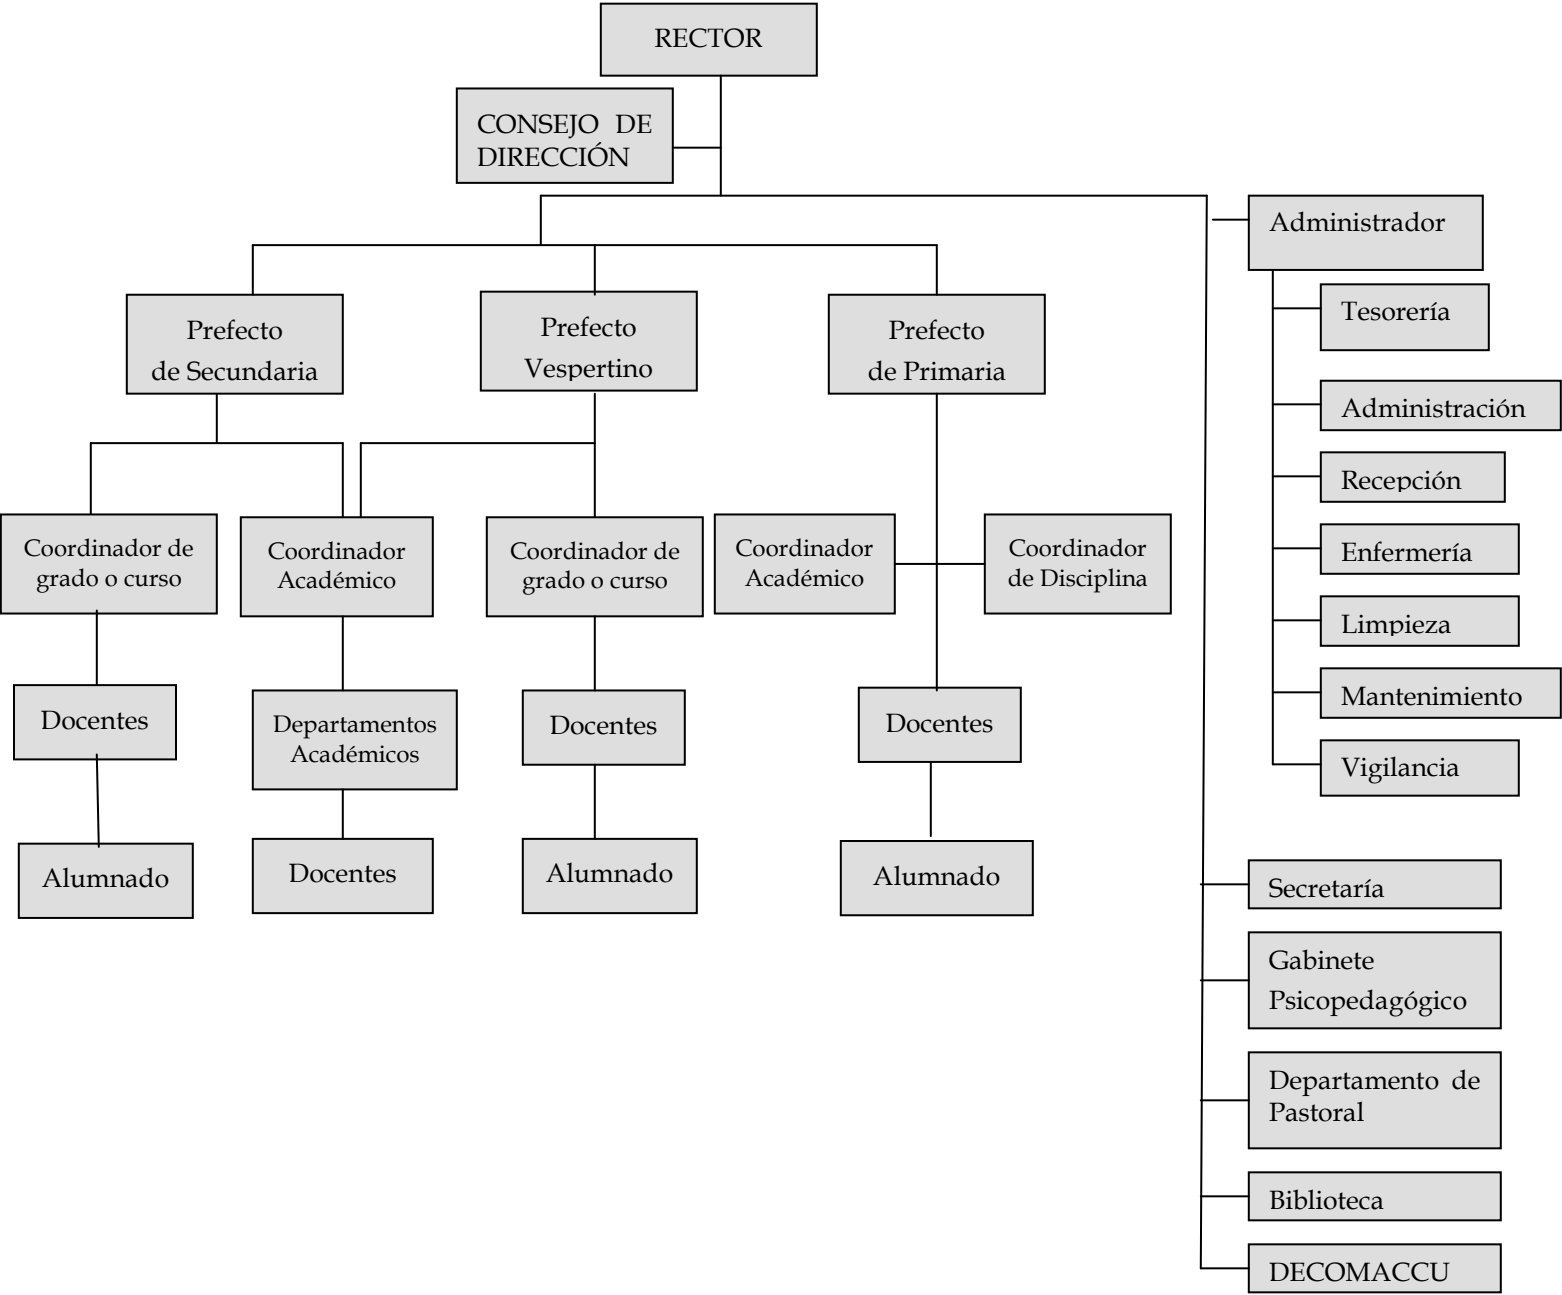 RECTOR
CONSEJO DE
DIRECCIÓN
Administrador
Tesorería
Administración
Recepción
Enfermería
Limpieza
Mantenimiento
Vigilancia
Prefecto
de Secundaria
Prefecto
Vespertino
Prefecto
de Primaria
Coordinador de
grado o curso
Coordinador
Académico
Coordinador de
grado o curso
Coordinador
Académico
Coordinador
de Disciplina
Docentes
Departamentos
Académicos
Docentes
Docentes
Alumnado
Docentes
Alumnado
Alumnado
Secretaría
Gabinete
Psicopedagógico
Departamento de
Pastoral
Biblioteca
DECOMACCU